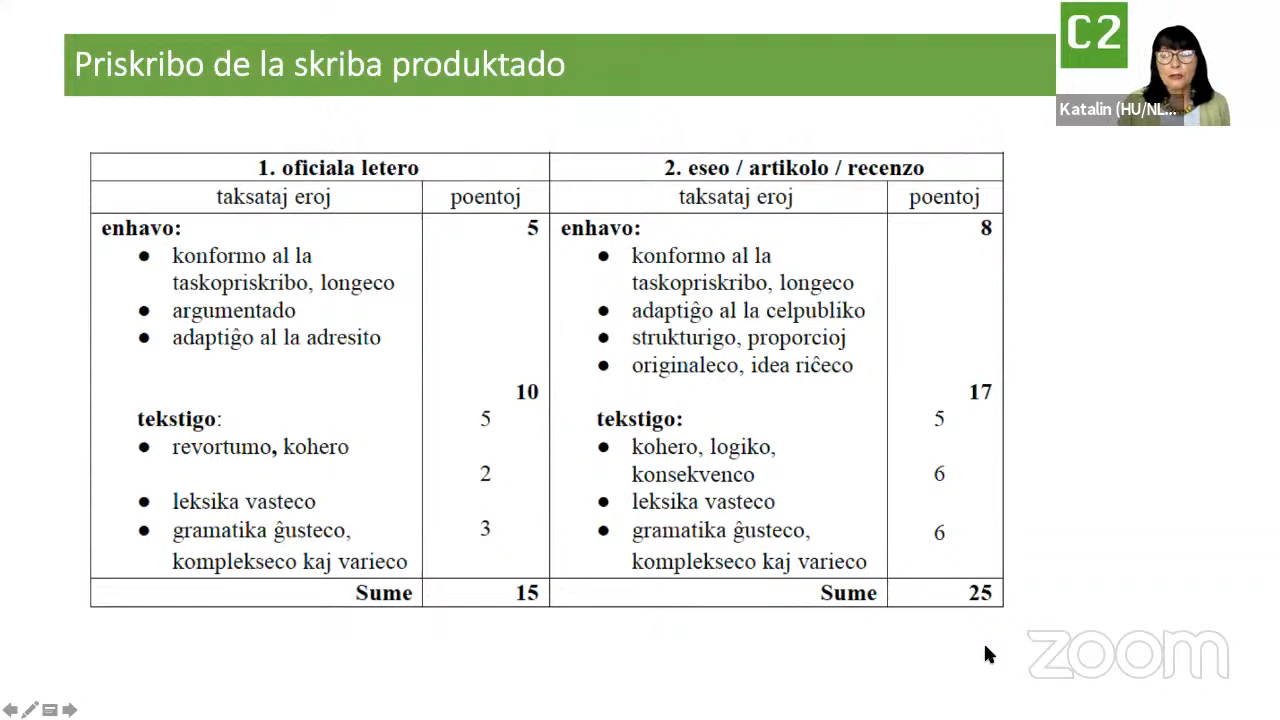 Priskribo de la skriba produktado
C2
Katalin (HU/NL...
1. oficiala letero
2. eseo / artikolo / recenzo
taksataj eroj
poentoj
taksataj eroj
poentoj
enhavo:
5
● konformo al la
taskopriskribo, longeco
● argumentado
● adaptiĝo al la adresito
10
tekstigo:
5
● revortumo, kohero
2
● leksika vasteco
● gramatika ĝusteco,
3
komplekseco kaj varieco
Sume
15
enhavo:
8
● konformo al la
taskopriskribo, longeco
● adaptiĝo al la celpubliko
● strukturigo, proporcioj
● originaleco, idea riĉeco
17
tekstigo:
5
● kohero, logiko,
konsekvenco
6
● leksika vasteco
● gramatika ĝusteco,
6
komplekseco kaj varieco
Sume
25
zoom